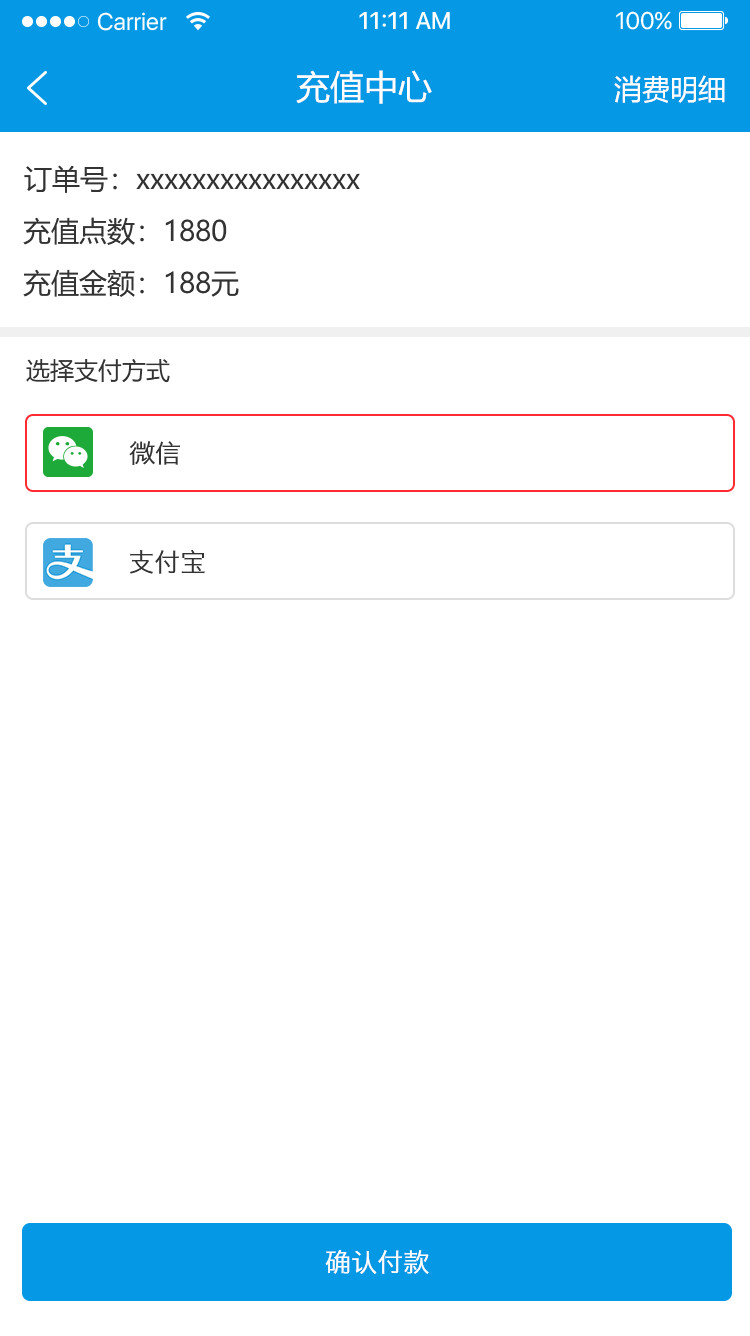 Carrier 11:11 AM 100%
充值中心 消费明细
订单号：xxxxxxxxxxxxxxxx
充值点数：1880
充值金额：188元
选择支付方式
微信
支 支付宝
确认付款